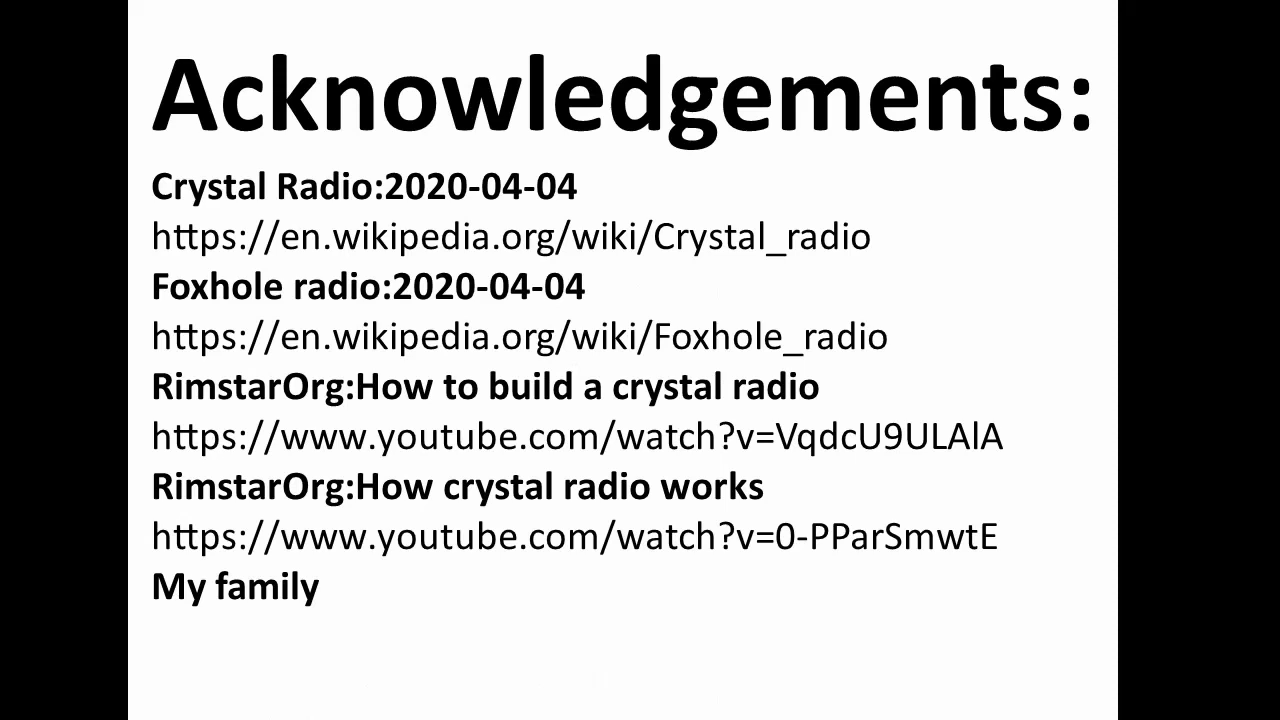 Acknowledgements:
Crystal Radio:2020-04-04
https://en.wikipedia.org/wiki/Crystal_radio
Foxhole radio:2020-04-04
https://en.wikipedia.org/wiki/Foxhole_radio
RimstarOrg:How to build a crystal radio
https://www.youtube.com/watch?v=VqdcU9ULAlA
RimstarOrg:How crystal radio works
https://www.youtube.com/watch?v=0-PParSmwtE
My family